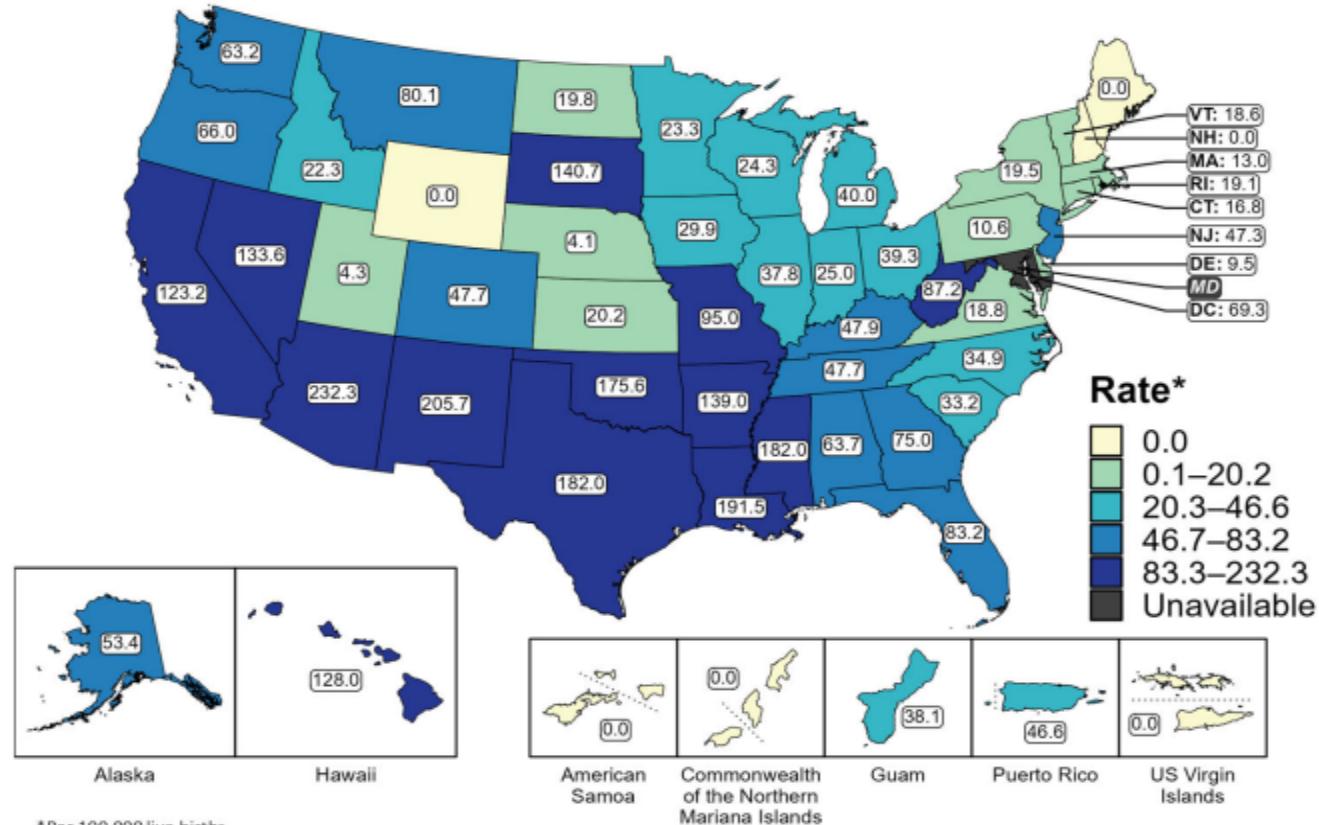 63.2
80.1
19.8
23.3
0.0
66.0
22.3
0.0
140.7
24.3
40.0
19.5
VT: 18.6
NH: 0.0
MA: 13.0
RI: 19.1
CT: 16.8
NJ: 47.3
DE: 9.5
MD
DC: 69.3
133.6
4.3
4.1
29.9
10.6
39.3
123.2
47.7
20.2
37.8
25.0
87.2
18.8
95.0
47.9
34.9
232.3
205.7
175.6
139.0
47.7
33.2
182.0
191.5
182.0
63.7
75.0
83.2
Rate*
0.0
0.1–20.2
20.3–46.6
46.7–83.2
83.3–232.3
Unavailable
53.4
128.0
0.0
0.0
38.1
46.6
0.0
Alaska
Hawaii
American
Samoa
Commonwealth
of the Northern
Mariana Islands
Guam
Puerto Rico
US Virgin
Islands